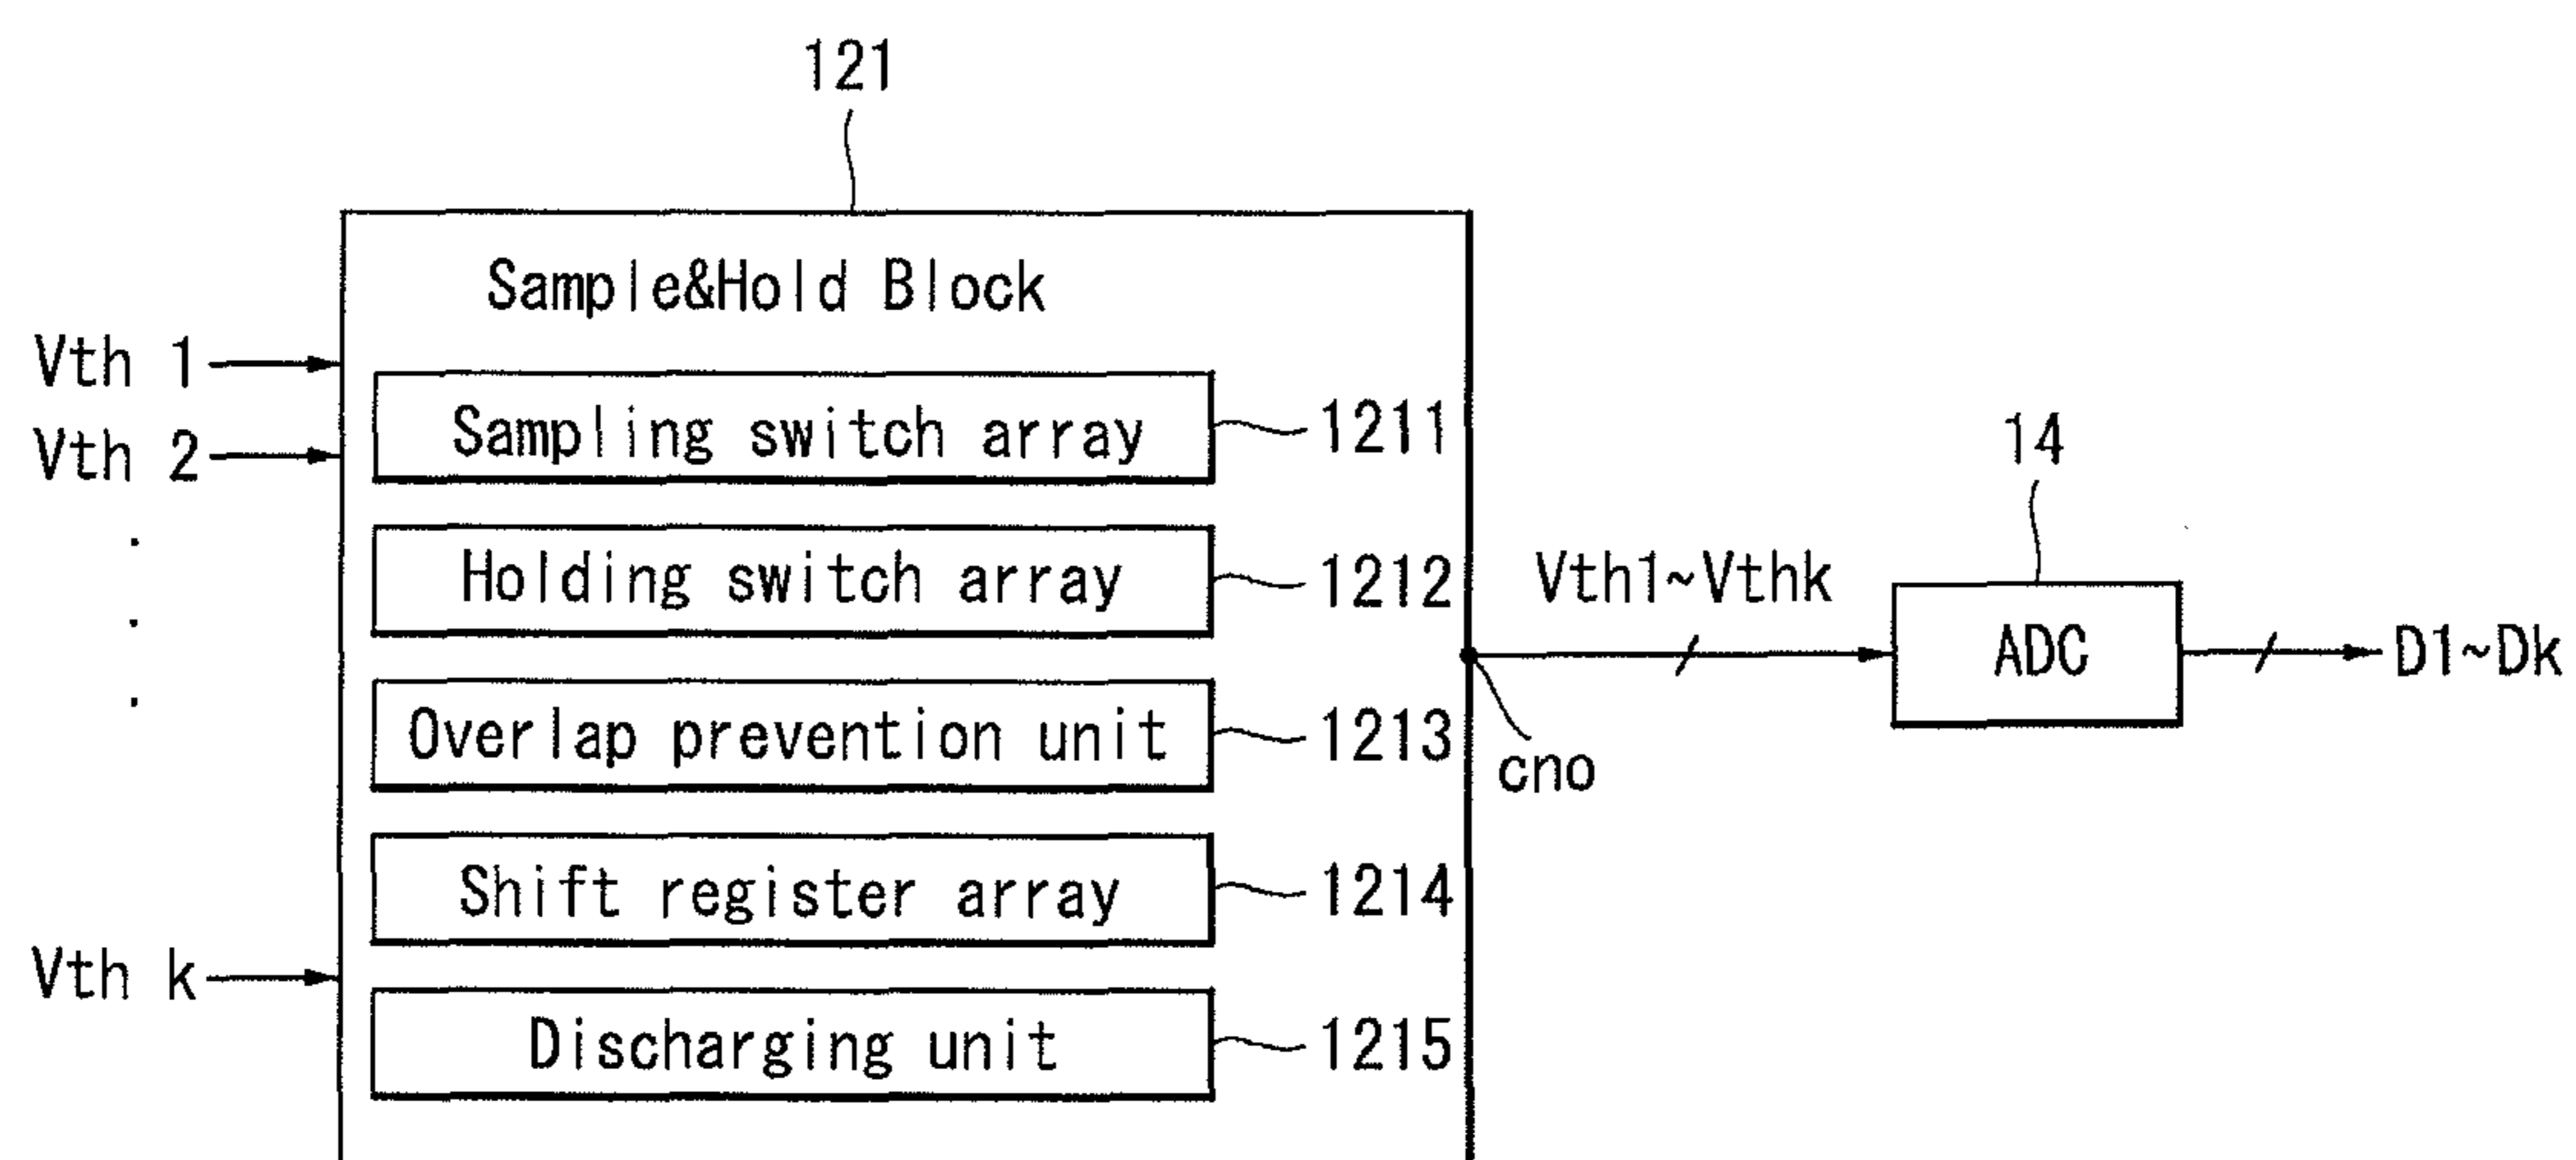 121
Sample&Hold Block
Vth 1
Vth 2
Vth k
Sampling switch array
1211
Holding switch array
1212
Overlap prevention unit
1213
Shift register array
1214
Discharging unit
1215
cno
Vth1~Vthk
14
ADC
D1~Dk